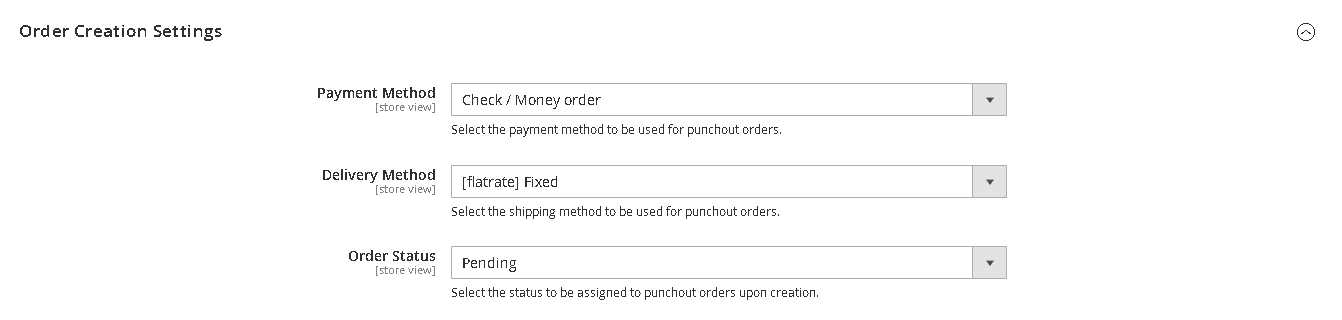 Order Creation Settings
Payment Method
[store view]
Check / Money order
Select the payment method to be used for punchout orders.
Delivery Method
[store view]
[flatrate] Fixed
Select the shipping method to be used for punchout orders.
Order Status
[store view]
Pending
Select the status to be assigned to punchout orders upon creation.